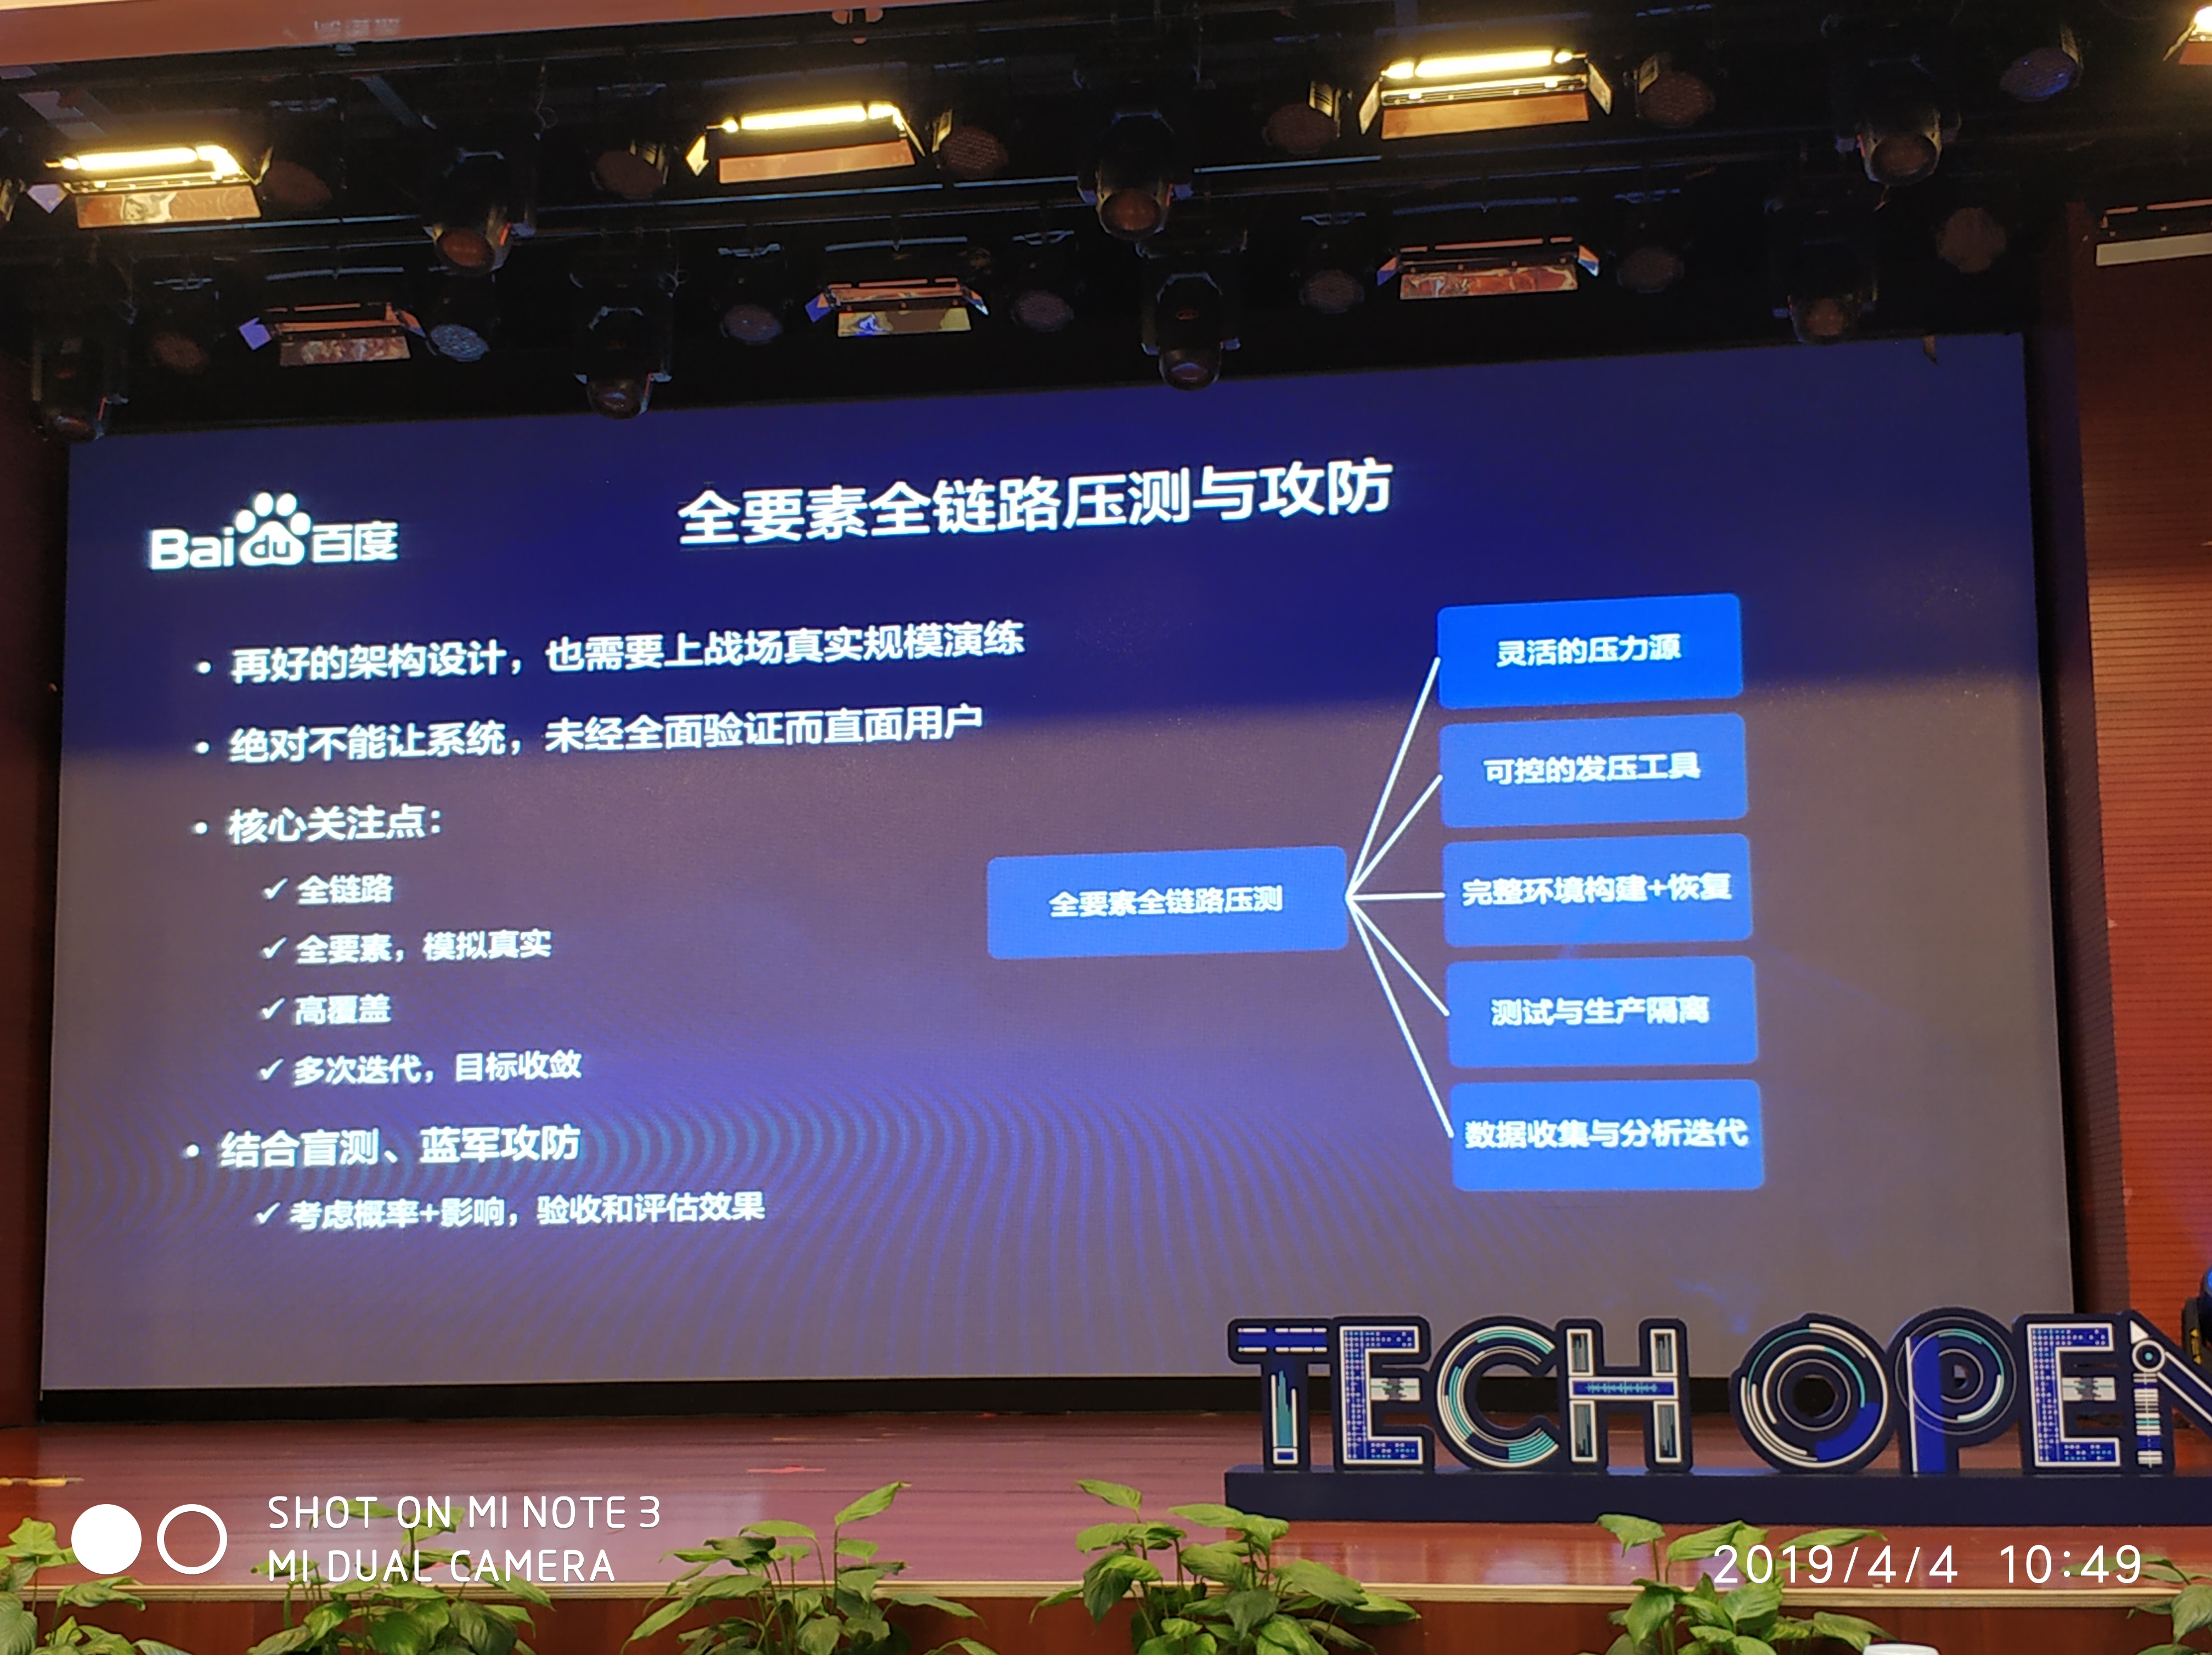 Baidu百度
全要素全链路压测与攻防
• 再好的架构设计，也需要上战场真实规模演练
• 绝对不能让系统，未经全面验证而直面用户
• 核心关注点：
✓ 全链路
✓ 全要素，模拟真实
✓ 高覆盖
✓ 多次迭代，目标收敛
• 结合盲测、蓝军攻防
✓ 考虑概率+影响，验收和评估效果
全要素全链路压测
灵活的压力源
可控的发压工具
完整环境构建+恢复
测试与生产隔离
数据收集与分析迭代
TECH OPEN
SHOT ON MI NOTE 3
MI DUAL CAMERA
2019/4/4 10:49